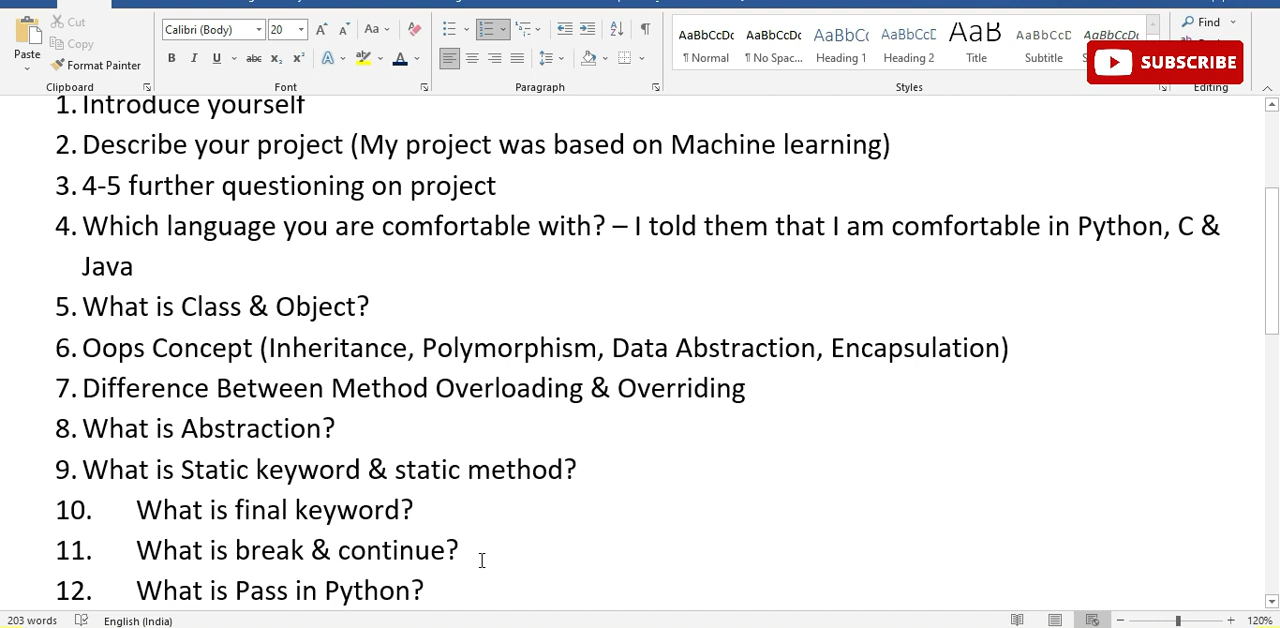 Cut
Copy
Paste
Format Painter
Clipboard
Calibri (Body) 20 Aa
B I U abc x₂ x² A A
Font
Paragraph
AaBbCcDc AaBbCcDc AaBbC AaBbCcE AaB AaBbCcD AaBbCcDt
¶ Normal ¶ No Spac... Heading 1 Heading 2 Title Subtitle
Styles
Find
SUBSCRIBE
Editing
1. Introduce yourself
2. Describe your project (My project was based on Machine learning)
3. 4-5 further questioning on project
4. Which language you are comfortable with? – I told them that I am comfortable in Python, C &
Java
5. What is Class & Object?
6. Oops Concept (Inheritance, Polymorphism, Data Abstraction, Encapsulation)
7. Difference Between Method Overloading & Overriding
8. What is Abstraction?
9. What is Static keyword & static method?
10. What is final keyword?
11. What is break & continue?
12. What is Pass in Python?
203 words English (India) 120%